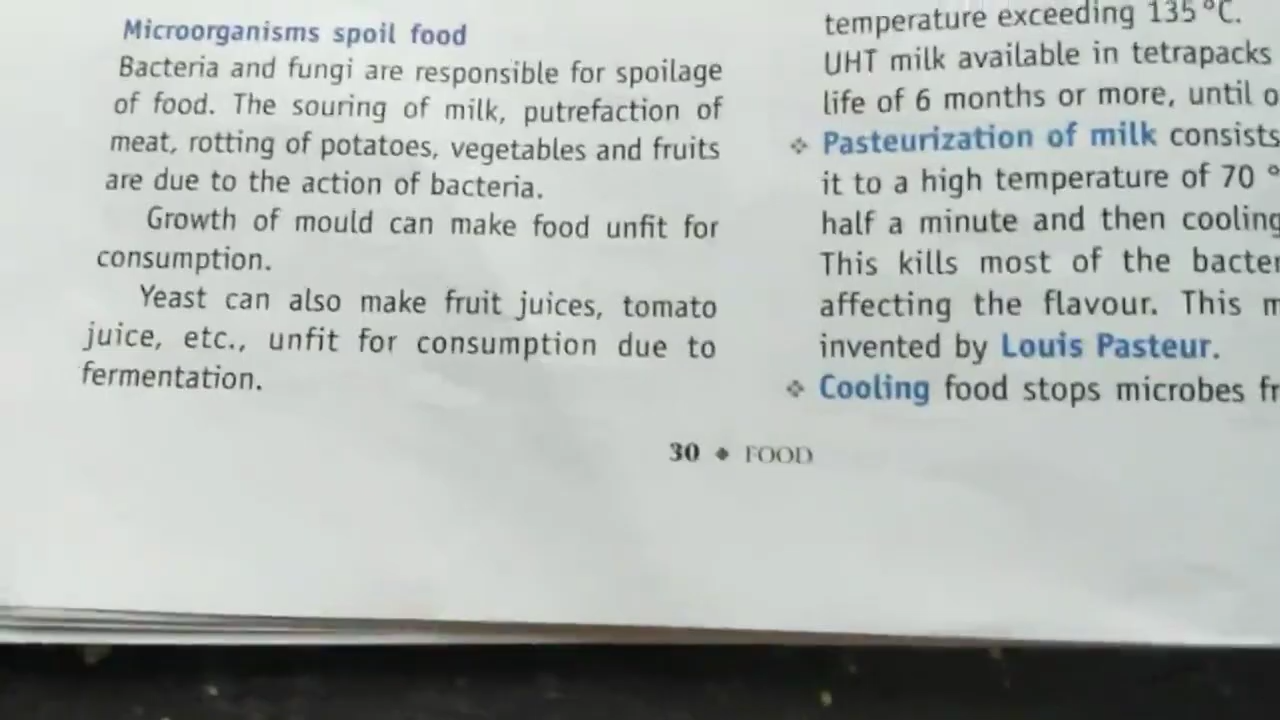 Microorganisms spoil food
Bacteria and fungi are responsible for spoilage
of food. The souring of milk, putrefaction of
meat, rotting of potatoes, vegetables and fruits
are due to the action of bacteria.
Growth of mould can make food unfit for
consumption.
Yeast can also make fruit juices, tomato
juice, etc., unfit for consumption due to
fermentation.
temperature exceeding 135 °C.
UHT milk available in tetrapacks
life of 6 months or more, until
❖ Pasteurization of milk consists
it to a high temperature of 70 °
half a minute and then cooling
This kills most of the
affecting the flavour. This
invented by Louis Pasteur.
❖ Cooling food stops microbes
30 ◆ FOOD